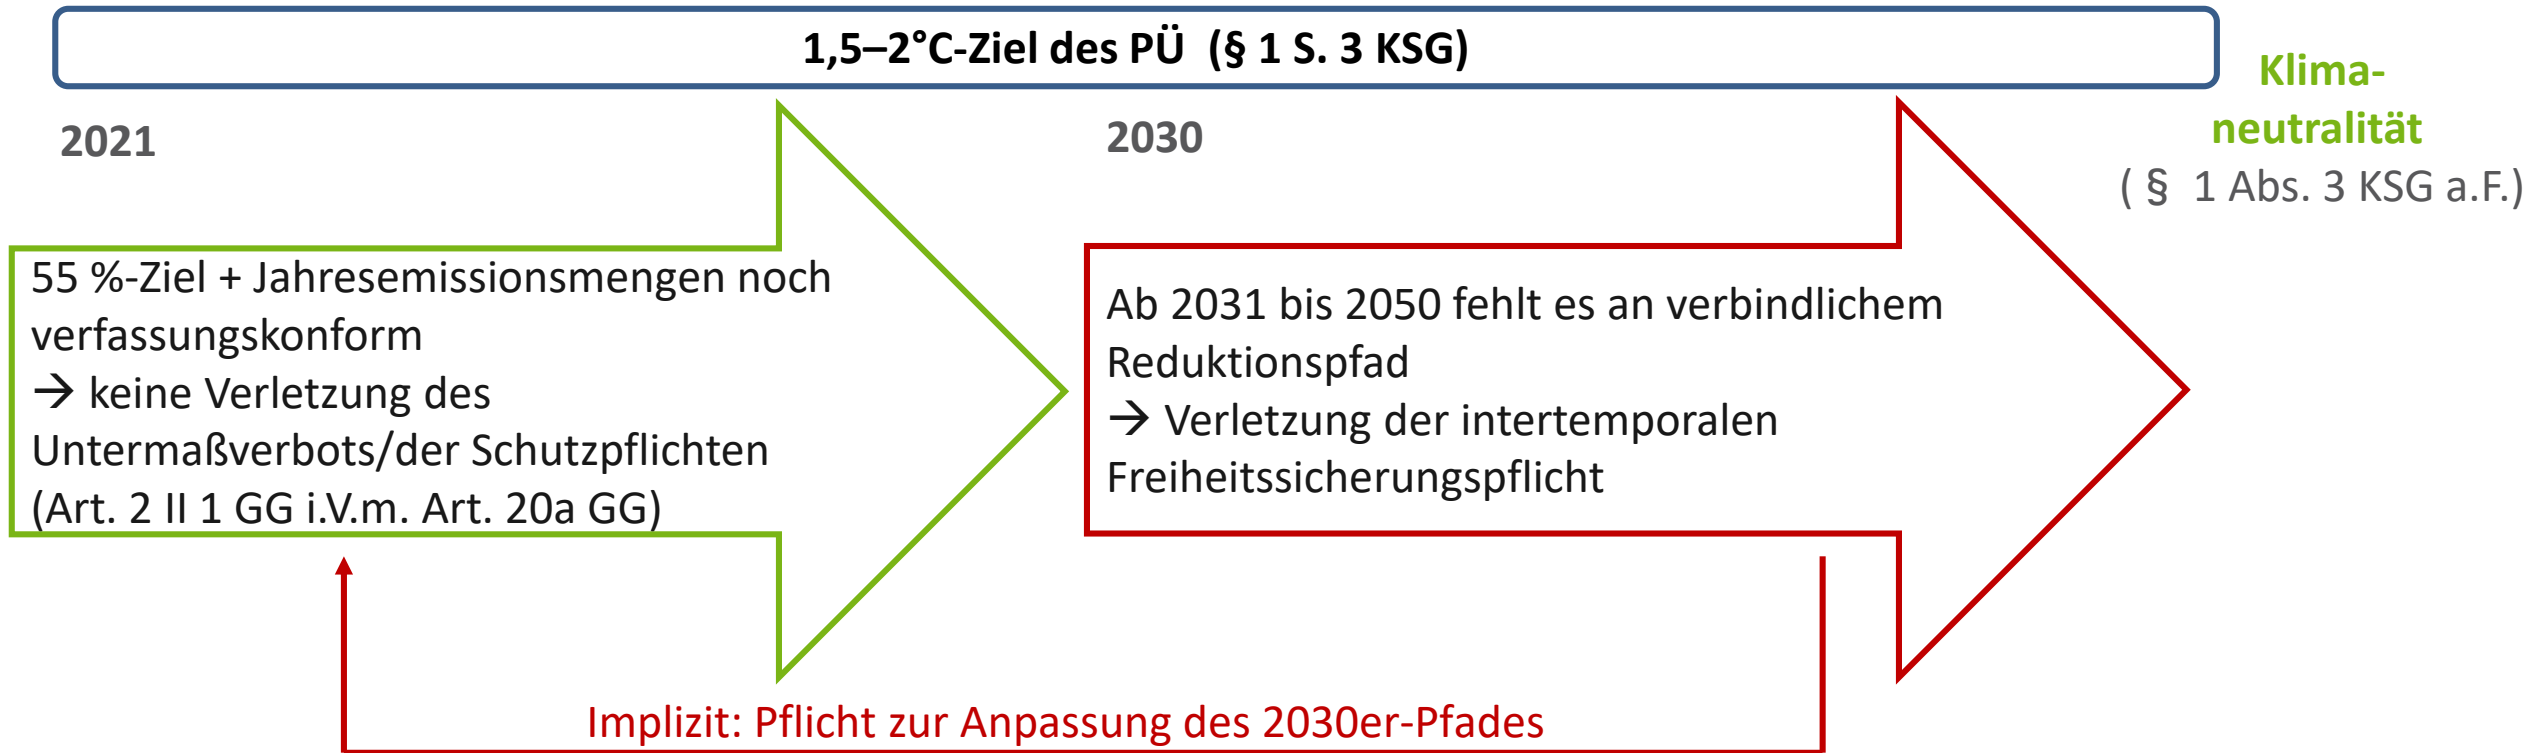 1,5–2°C-Ziel des PÜ (§ 1 S. 3 KSG)
Klima-
neutralität
( § 1 Abs. 3 KSG a.F.)
2021
2030
55 %-Ziel + Jahresemissionsmengen noch
verfassungskonform
→ keine Verletzung des
Untermaßverbots/der Schutzpflichten
(Art. 2 II 1 GG i.V.m. Art. 20a GG)
Ab 2031 bis 2050 fehlt es an verbindlichem
Reduktionspfad
→ Verletzung der intertemporalen
Freiheitssicherungspflicht
Implizit: Pflicht zur Anpassung des 2030er-Pfades